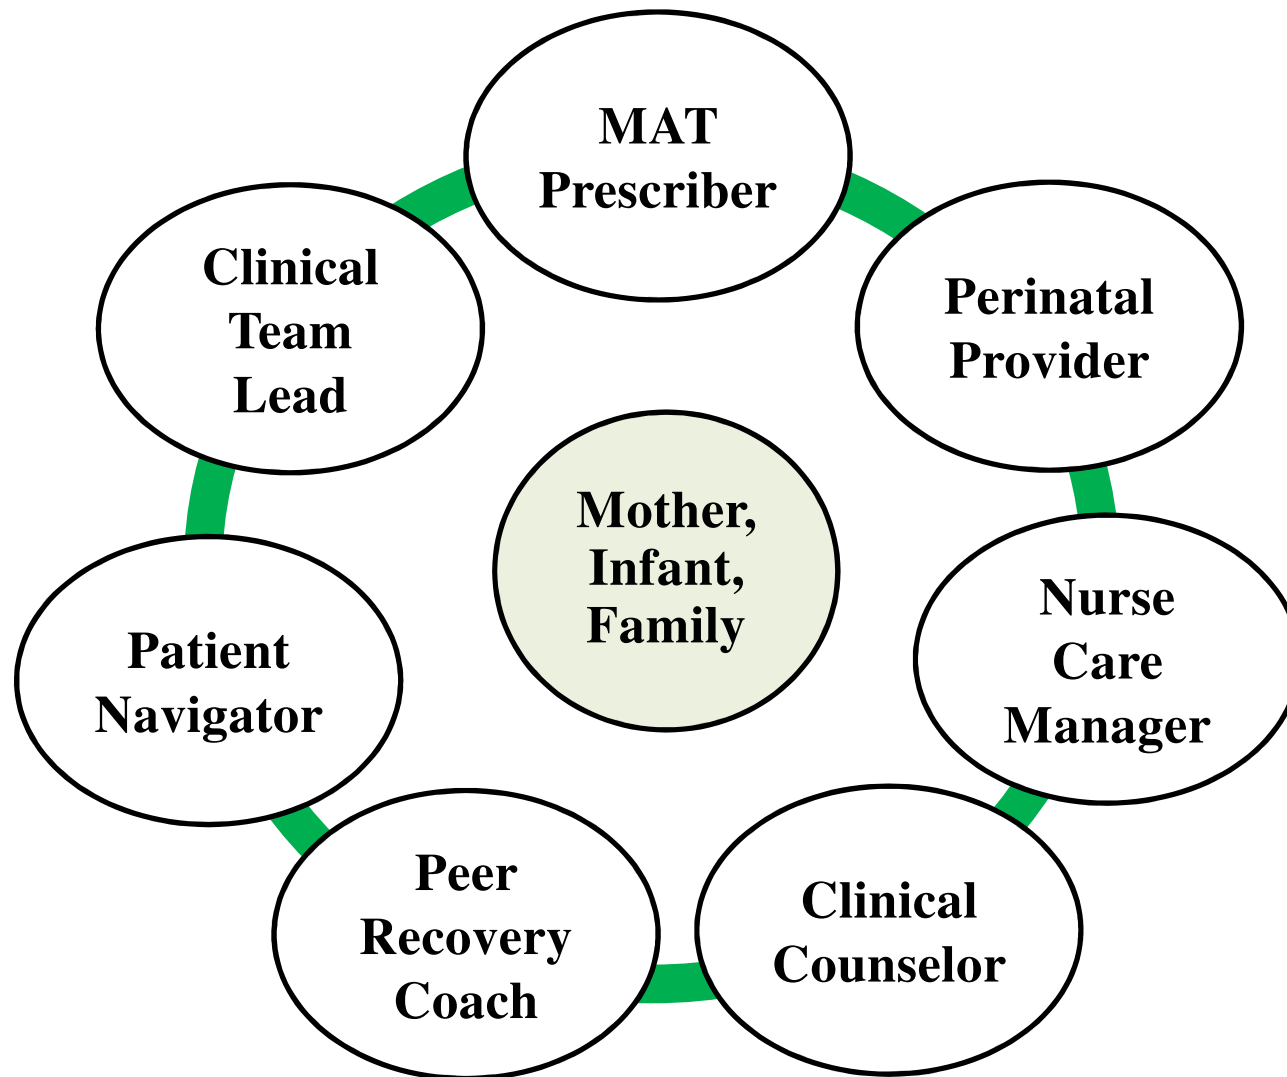 MAT
Prescriber
Perinatal
Provider
Nurse
Care
Manager
Clinical
Counselor
Peer
Recovery
Coach
Patient
Navigator
Clinical
Team
Lead
Mother,
Infant,
Family